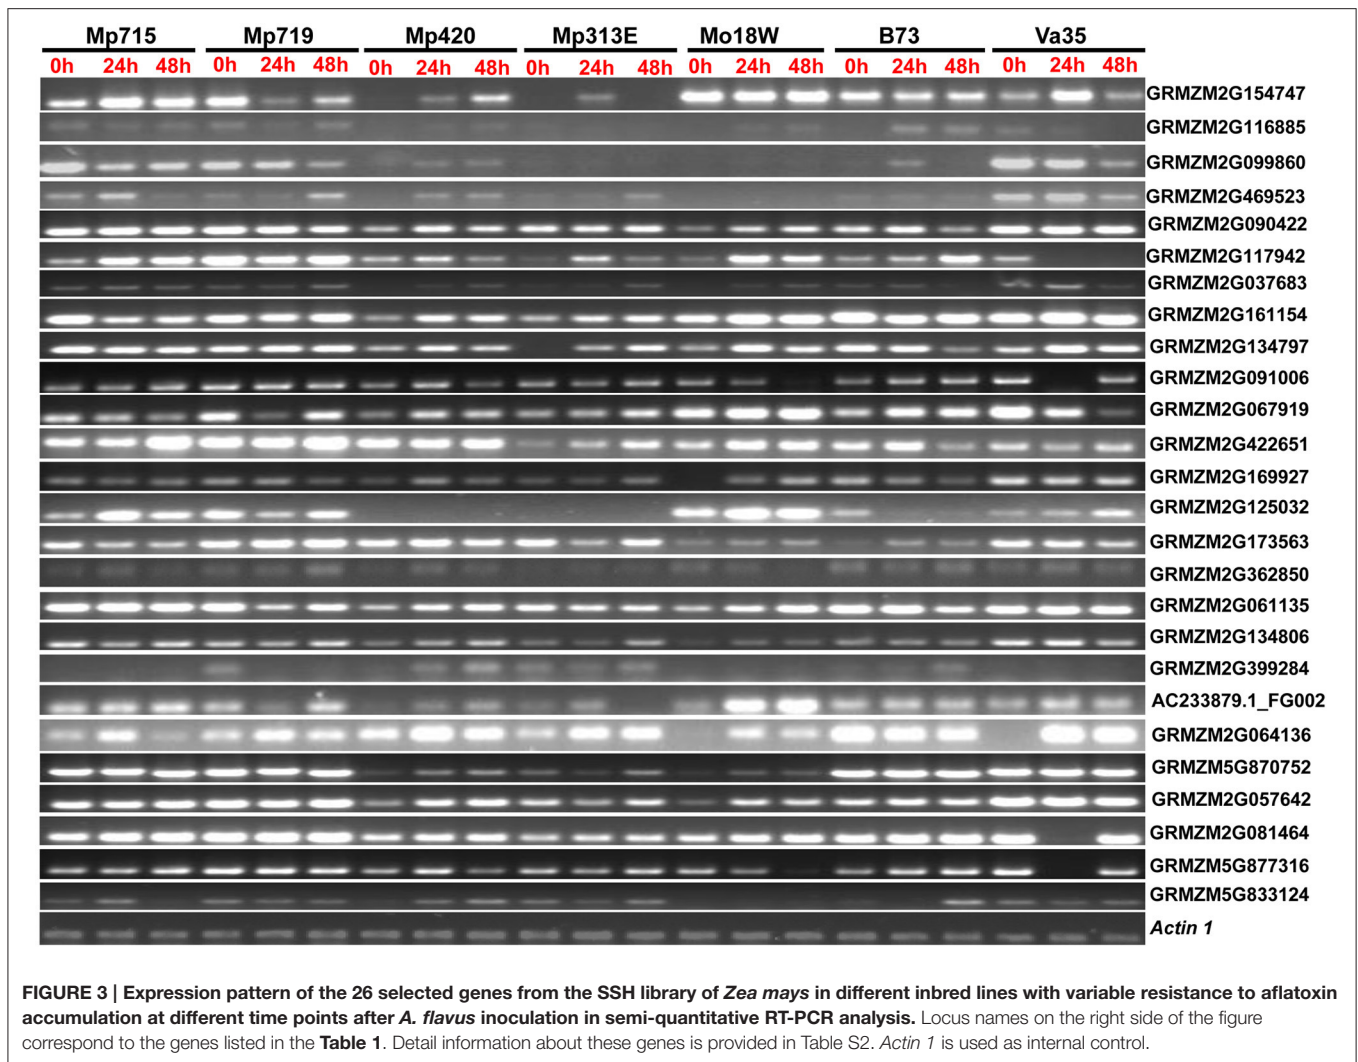 Mp715 Mp719 Mp420 Mp313E Mo18W B73 Va35
0h 24h 48h 0h 24h 48h 0h 24h 48h 0h 24h 48h 0h 24h 48h 0h 24h 48h 0h 24h 48h
GRMZM2G154747
GRMZM2G116885
GRMZM2G099860
GRMZM2G469523
GRMZM2G090422
GRMZM2G117942
GRMZM2G037683
GRMZM2G161154
GRMZM2G134797
GRMZM2G091006
GRMZM2G067919
GRMZM2G422651
GRMZM2G169927
GRMZM2G125032
GRMZM2G173563
GRMZM2G362850
GRMZM2G061135
GRMZM2G134806
GRMZM2G399284
AC233879.1_FG002
GRMZM2G064136
GRMZM5G870752
GRMZM2G057642
GRMZM2G081464
GRMZM5G877316
GRMZM5G833124
Actin 1
FIGURE 3 | Expression pattern of the 26 selected genes from the SSH library of Zea mays in different inbred lines with variable resistance to aflatoxin
accumulation at different time points after A. flavus inoculation in semi-quantitative RT-PCR analysis. Locus names on the right side of the figure
correspond to the genes listed in the Table 1. Detail information about these genes is provided in Table S2. Actin 1 is used as internal control.